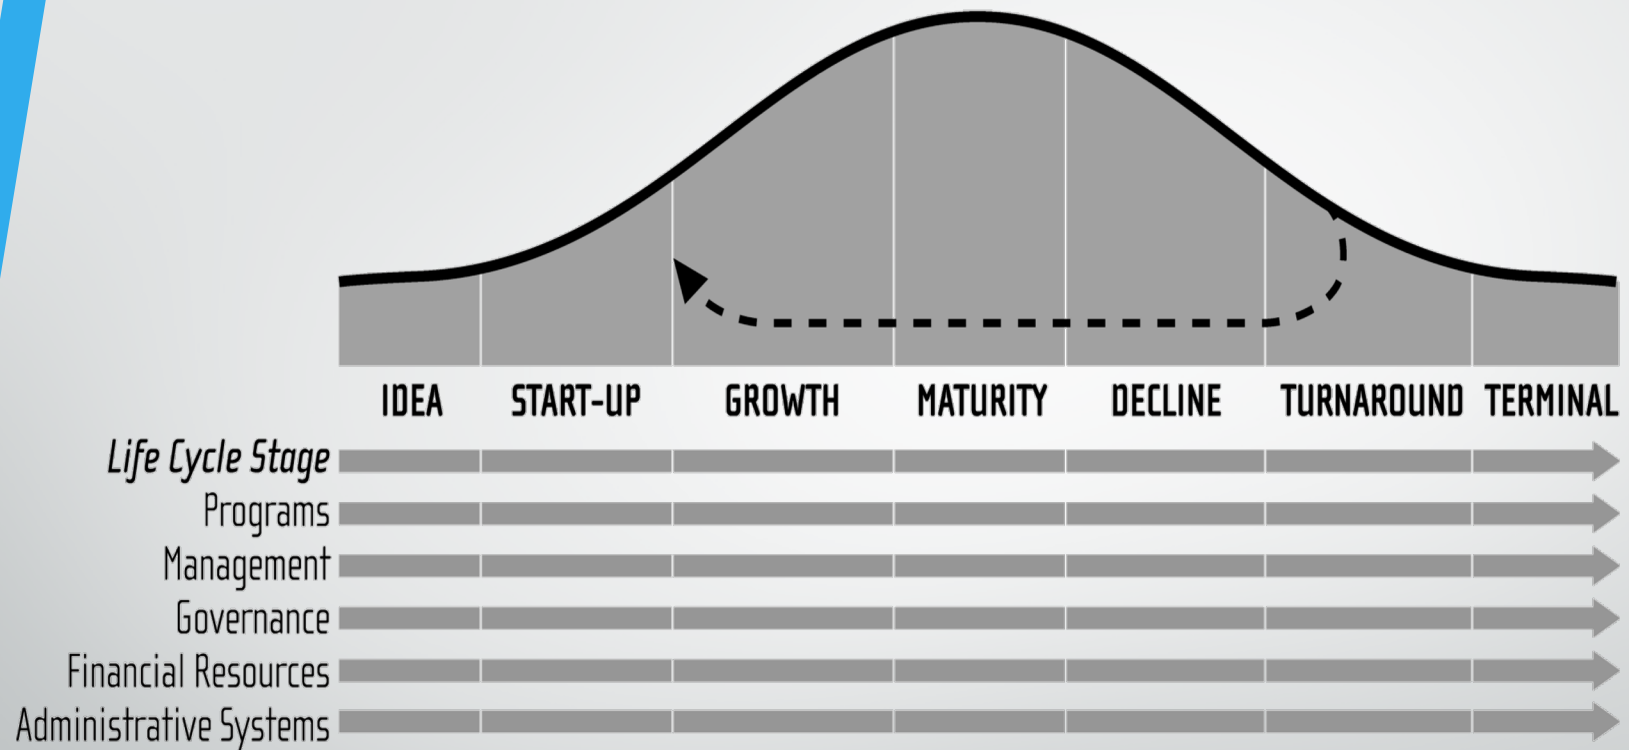 IDEA START-UP GROWTH MATURITY DECLINE TURNAROUND TERMINAL
Life Cycle Stage
Programs
Management
Governance
Financial Resources
Administrative Systems